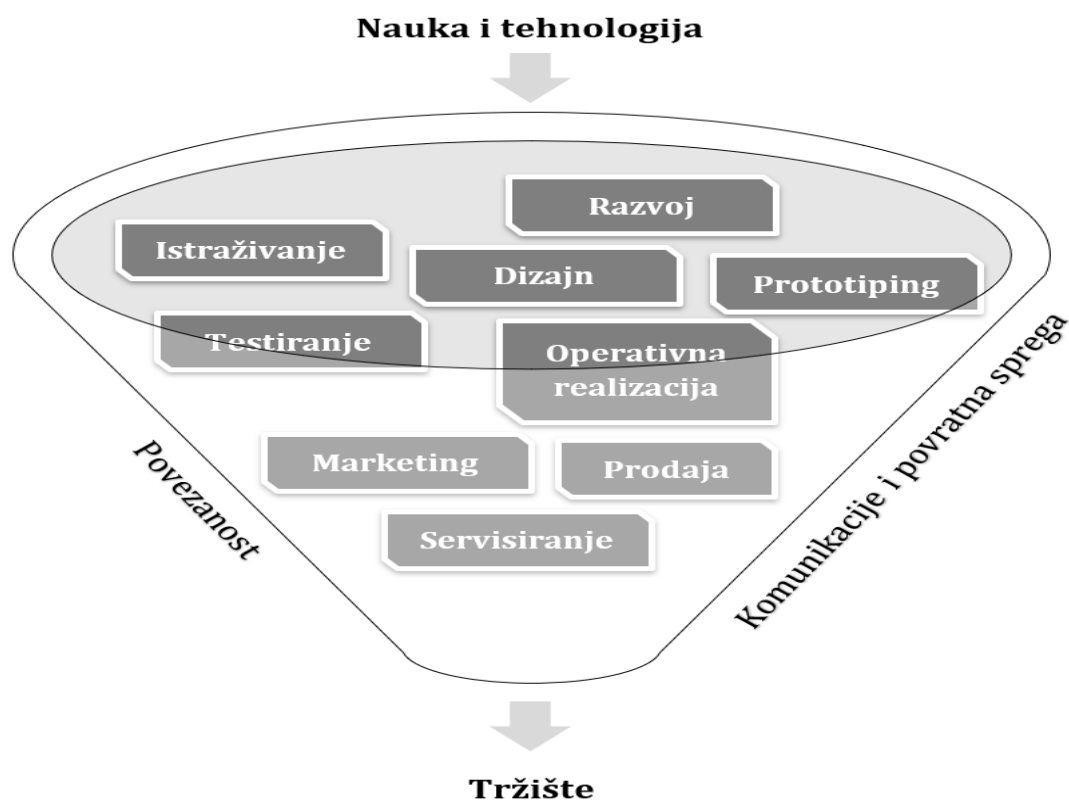 Nauka i tehnologija
Razvoj
Istraživanje
Dizajn
Prototiping
Testiranje
Operativna
realizacija
Marketing
Prodaja
Servisiranje
Povezanost
Komunikacije i povratna sprega
Tržište